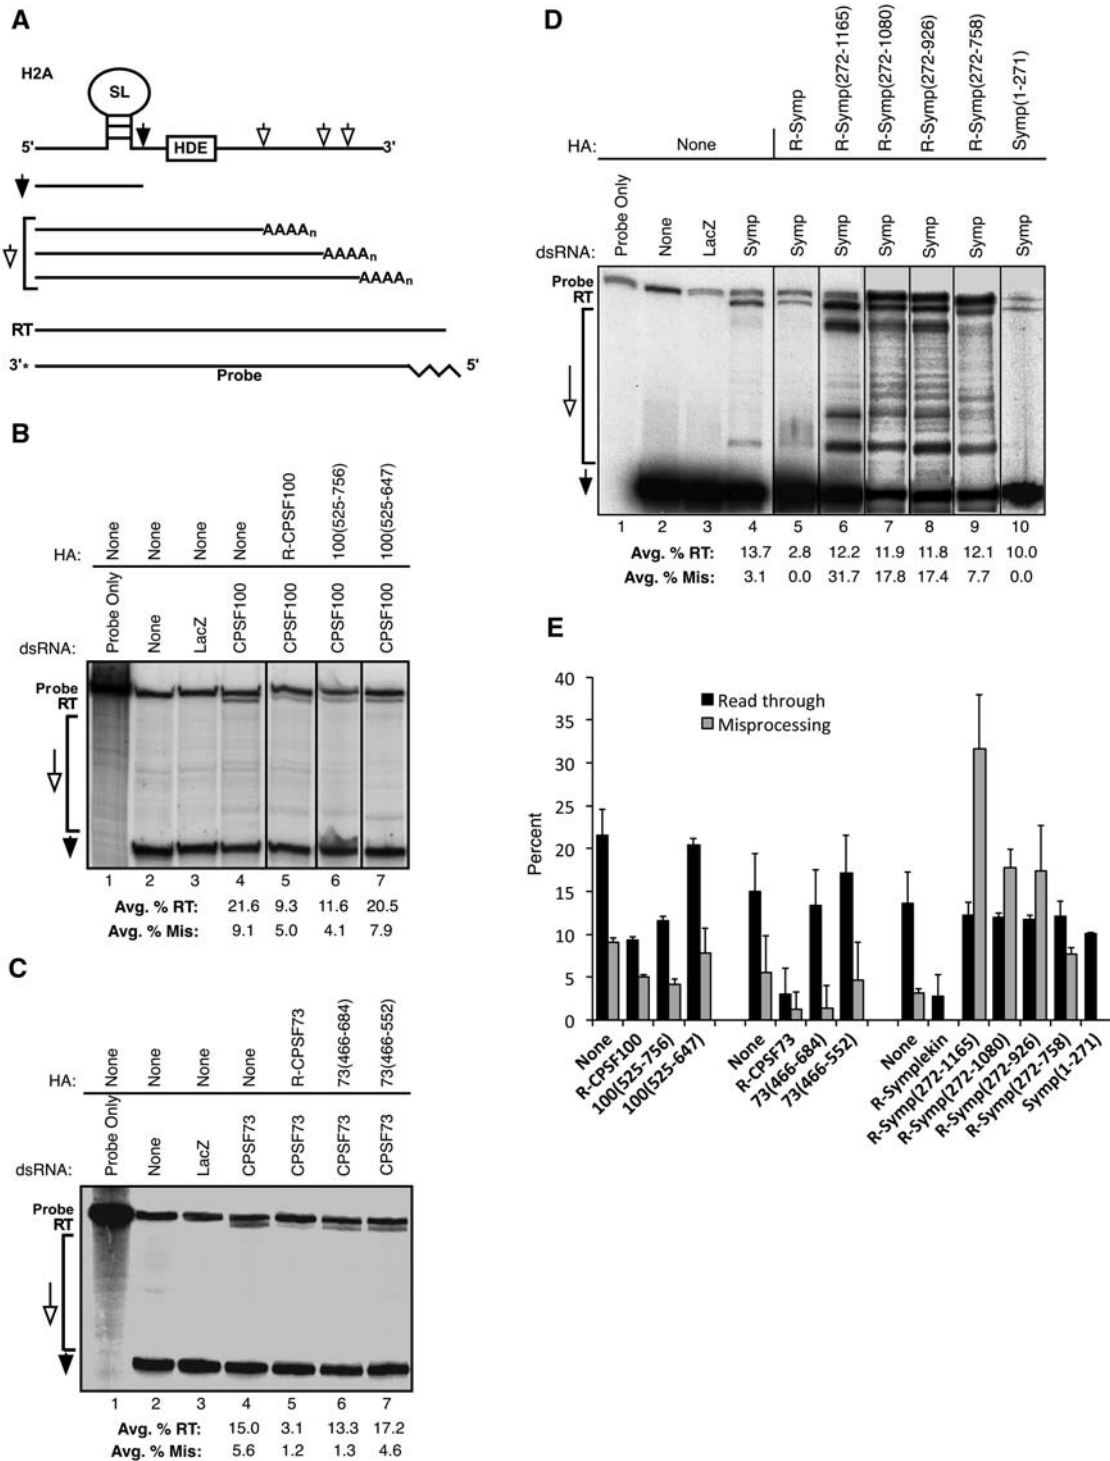 A
H2A
SL
5'
HDE
3'
AAAAn
AAAAn
AAAAn
RT
3'*
Probe
5'
B
HA:
None
None
None
None
R-CPSF100
100(525-756)
100(525-647)
dsRNA:
Probe Only
None
LacZ
CPSF100
CPSF100
CPSF100
CPSF100
Probe
RT
1 2 3 4 5 6 7
Avg. % RT: 21.6 9.3 11.6 20.5
Avg. % Mis: 9.1 5.0 4.1 7.9
C
HA:
None
None
None
None
R-CPSF73
73(466-684)
73(466-552)
dsRNA:
Probe Only
None
LacZ
CPSF73
CPSF73
CPSF73
CPSF73
Probe
RT
1 2 3 4 5 6 7
Avg. % RT: 15.0 3.1 13.3 17.2
Avg. % Mis: 5.6 1.2 1.3 4.6
D
HA:
None
R-Symp
R-Symp(272-1165)
R-Symp(272-1080)
R-Symp(272-926)
R-Symp(272-758)
Symp(1-271)
dsRNA:
Probe Only
None
LacZ
Symp
Symp
Symp
Symp
Symp
Symp
Symp
Probe
RT
1 2 3 4 5 6 7 8 9 10
Avg. % RT: 13.7 2.8 12.2 11.9 11.8 12.1 10.0
Avg. % Mis: 3.1 0.0 31.7 17.8 17.4 7.7 0.0
E
Percent
40
35
30
25
20
15
10
5
0
Read through
Misprocessing
None
R-CPSF100
100(525-756)
100(525-647)
None
R-CPSF73
73(466-684)
73(466-552)
None
R-Symplekin
R-Symp(272-1165)
R-Symp(272-1080)
R-Symp(272-926)
R-Symp(272-758)
Symp(1-271)